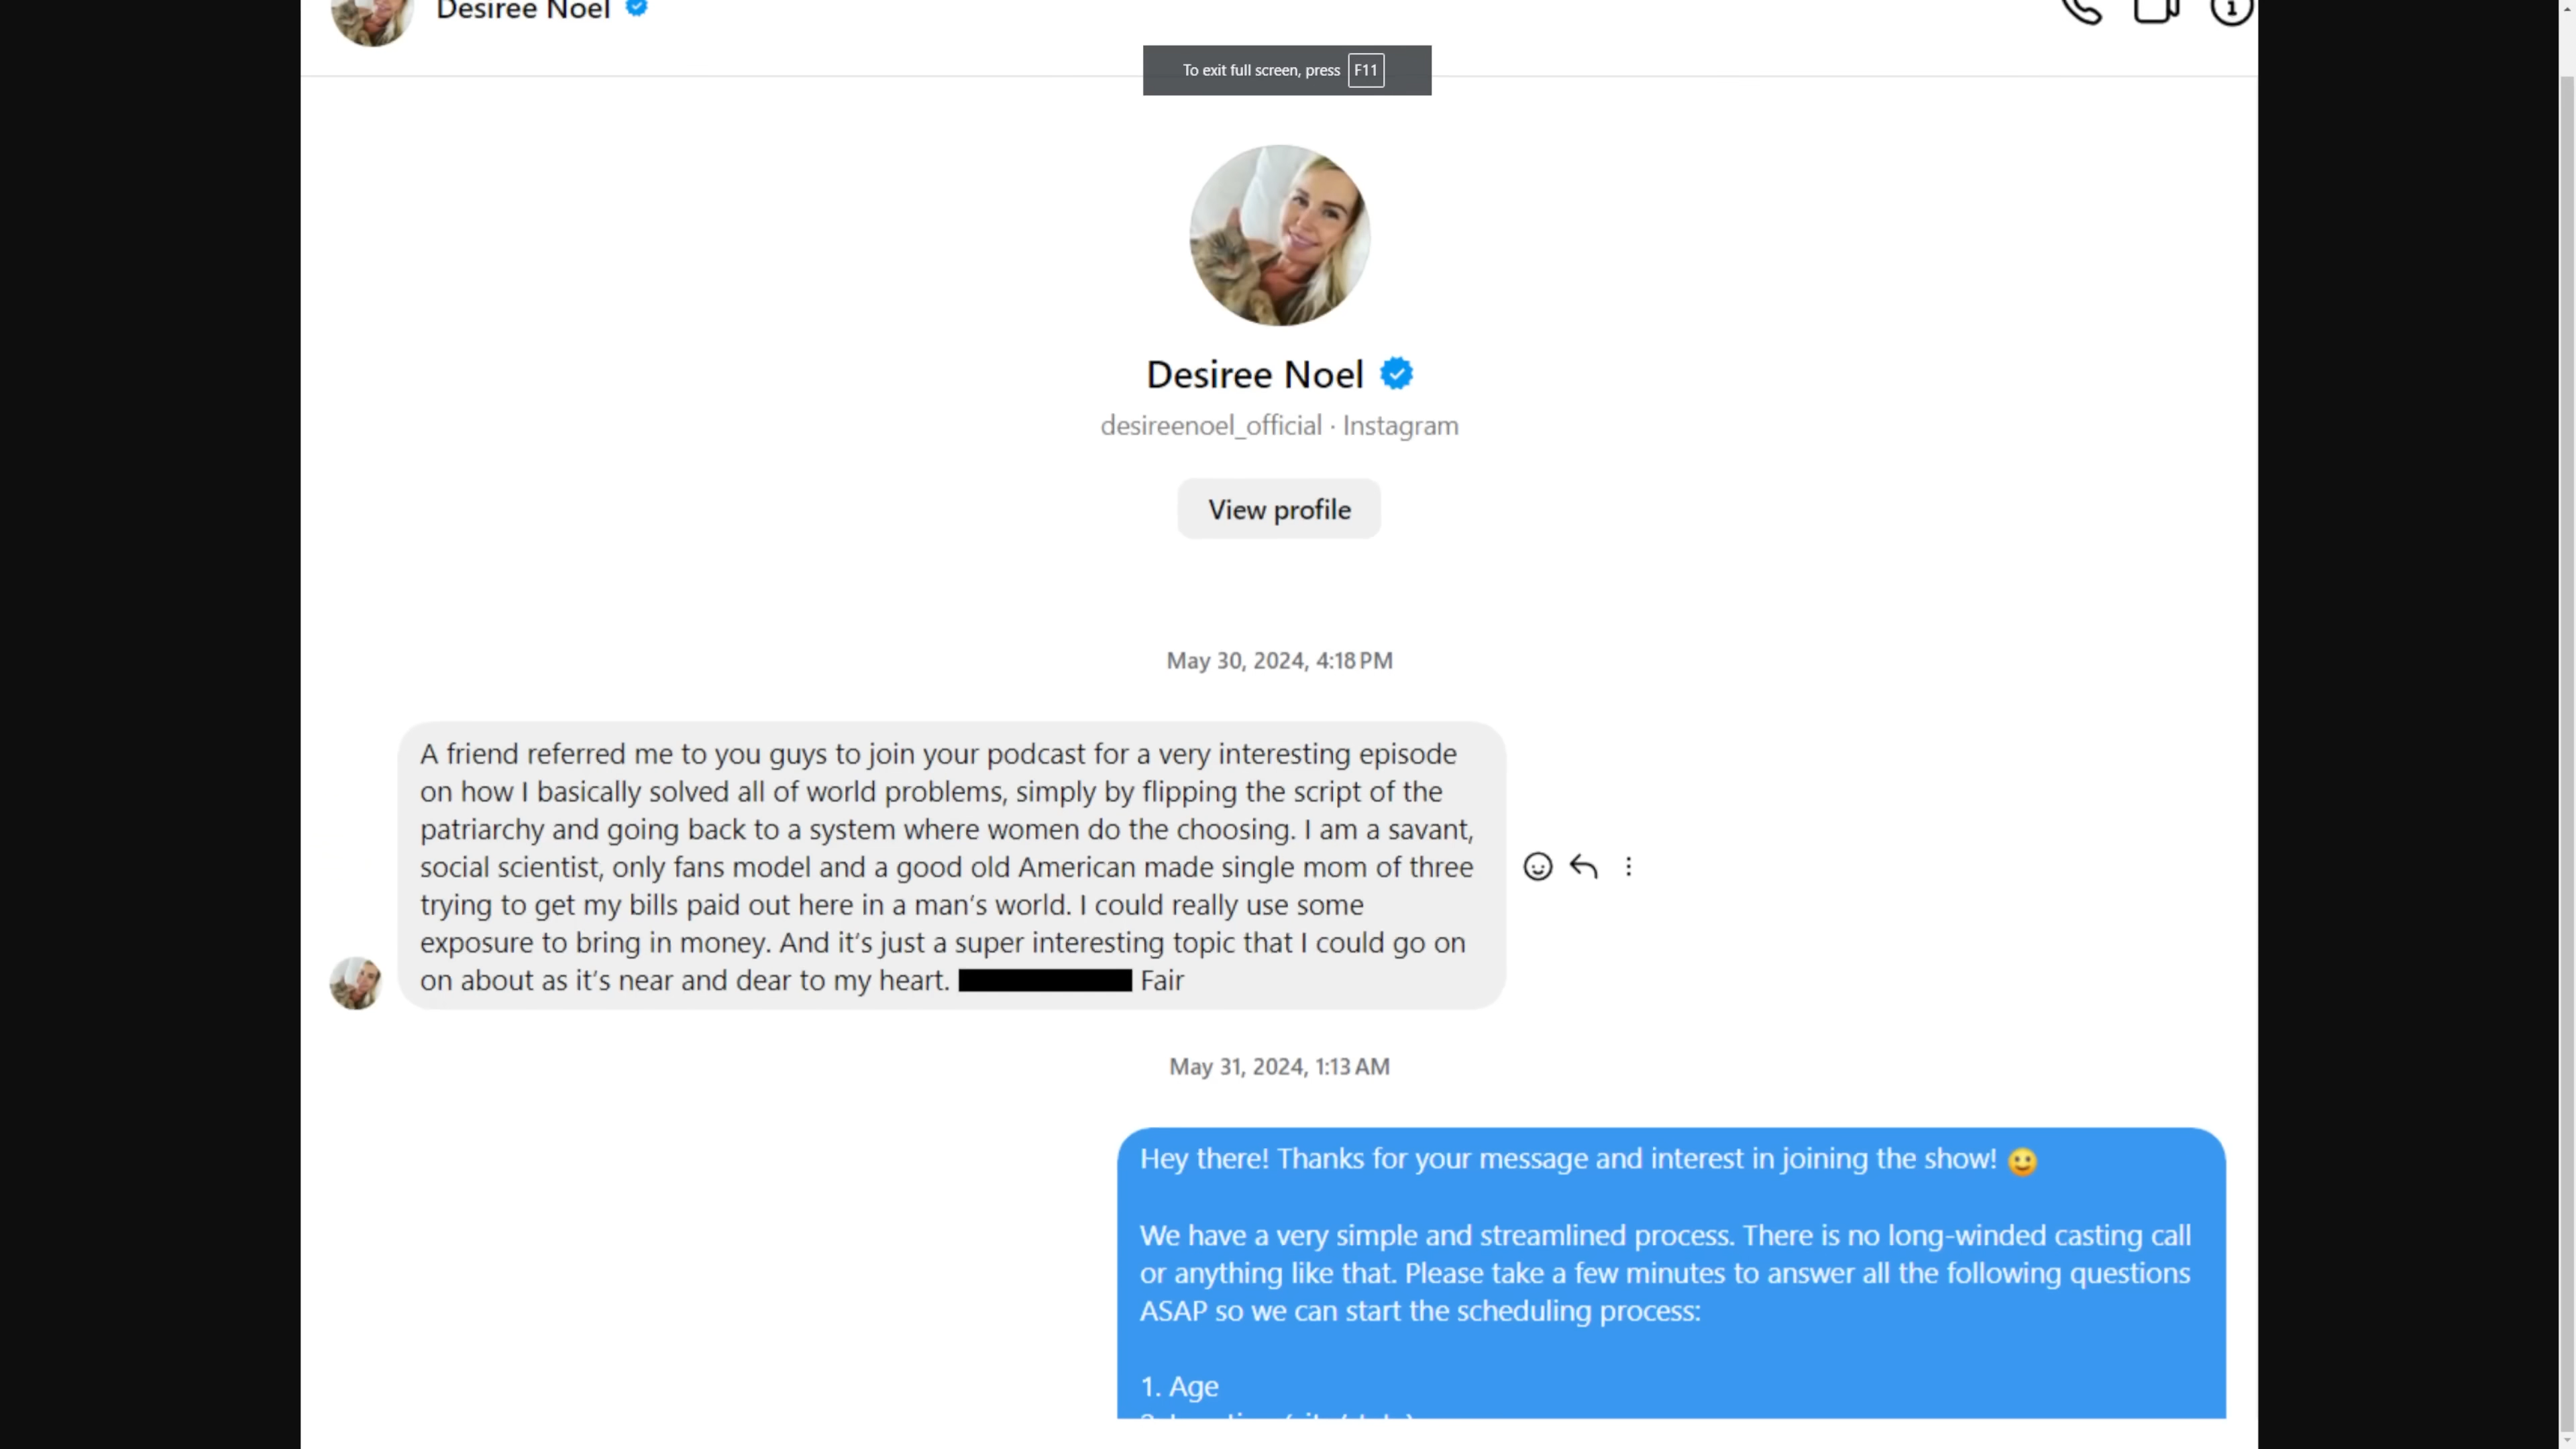 Desiree Noel
To exit full screen, press F11
Desiree Noel
desireenoel_official · Instagram
View profile
May 30, 2024, 4:18 PM
A friend referred me to you guys to join your podcast for a very interesting episode
on how I basically solved all of world problems, simply by flipping the script of the
patriarchy and going back to a system where women do the choosing. I am a savant,
social scientist, only fans model and a good old American made single mom of three
trying to get my bills paid out here in a man’s world. I could really use some
exposure to bring in money. And it’s just a super interesting topic that I could go on
on about as it’s near and dear to my heart. Fair
May 31, 2024, 1:13 AM
Hey there! Thanks for your message and interest in joining the show! 🙂
We have a very simple and streamlined process. There is no long-winded casting call
or anything like that. Please take a few minutes to answer all the following questions
ASAP so we can start the scheduling process:
1. Age